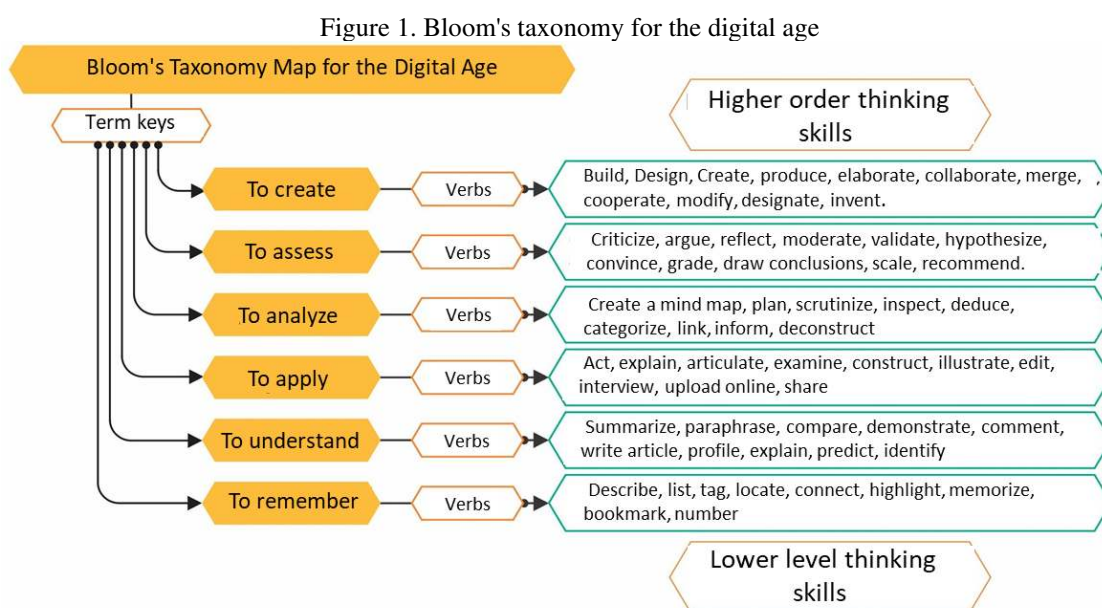 Figure 1. Bloom's taxonomy for the digital age
Bloom's Taxonomy Map for the Digital Age
Term keys
Higher order thinking
skills
To create
Verbs
Build, Design, Create, produce, elaborate, collaborate, merge, ,
cooperate, modify, designate, invent.
To assess
Verbs
Criticize, argue, reflect, moderate, validate, hypothesize,
convince, grade, draw conclusions, scale, recommend.
To analyze
Verbs
Create a mind map, plan, scrutinize, inspect, deduce,
categorize, link, inform, deconstruct
To apply
Verbs
Act, explain, articulate, examine, construct, illustrate, edit,
interview, upload online, share
To understand
Verbs
Summarize, paraphrase, compare, demonstrate, comment,
write article, profile, explain, predict, identify
To remember
Verbs
Describe, list, tag, locate, connect, highlight, memorize,
bookmark, number
Lower level thinking
skills